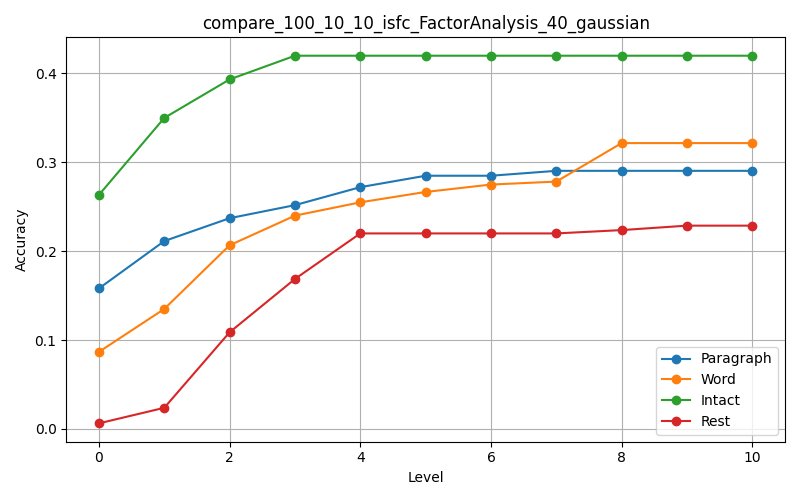 compare_100_10_10_isfc_FactorAnalysis_40_gaussian
Accuracy
0.4
0.3
0.2
0.1
0.0
0 2 4 6 8 10
Level
Paragraph
Word
Intact
Rest